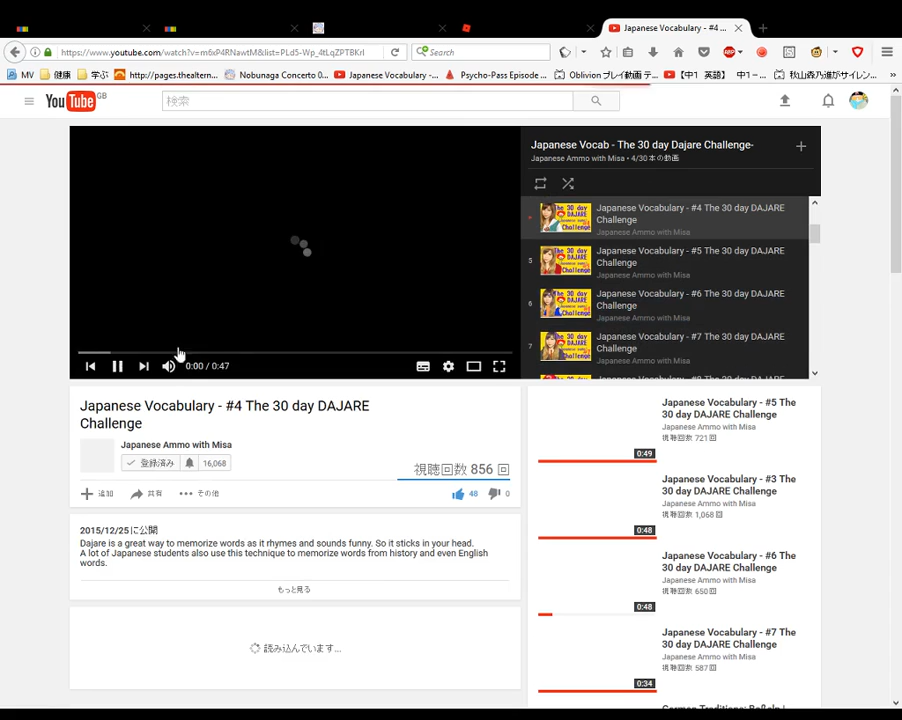 Japanese Vocabulary - #4 ...
https://www.youtube.com/watch?v=m6xP4RNawtM&list=PLd5-Wp_4tLqZPTBKrl
Search
ABP
MV 健康 学ぶ http://pages.thealtern... Nobunaga Concerto 0... Japanese Vocabulary -... Psycho-Pass Episode... Oblivion プレイ動画 テ... 【中1 英語】 中1-... 秋山森乃進がサイレン...
YouTube GB
検索
Japanese Vocab - The 30 day Dajare Challenge-
Japanese Ammo with Misa • 4/30 本の動画
Japanese Vocabulary - #4 The 30 day DAJARE
Challenge
Japanese Ammo with Misa
5
Japanese Vocabulary - #5 The 30 day DAJARE
Challenge
Japanese Ammo with Misa
6
Japanese Vocabulary - #6 The 30 day DAJARE
Challenge
Japanese Ammo with Misa
7
Japanese Vocabulary - #7 The 30 day DAJARE
Challenge
Japanese Ammo with Misa
Japanese Vocabulary - #8 The 30 day DAJARE
0:00 / 0:47
Japanese Vocabulary - #4 The 30 day DAJARE
Challenge
Japanese Ammo with Misa
登録済み 16,068
視聴回数 856 回
追加 共有 その他 48 0
2015/12/25に公開
Dajare is a great way to memorize words as it rhymes and sounds funny. So it sticks in your head.
A lot of Japanese students also use this technique to memorize words from history and even English
words.
もっと見る
読み込んでいます...
Japanese Vocabulary - #5 The
30 day DAJARE Challenge
Japanese Ammo with Misa
視聴回数 721 回
0:49
Japanese Vocabulary - #3 The
30 day DAJARE Challenge
Japanese Ammo with Misa
視聴回数 1,068 回
0:48
Japanese Vocabulary - #6 The
30 day DAJARE Challenge
Japanese Ammo with Misa
視聴回数 650 回
0:48
Japanese Vocabulary - #7 The
30 day DAJARE Challenge
Japanese Ammo with Misa
視聴回数 587 回
0:34